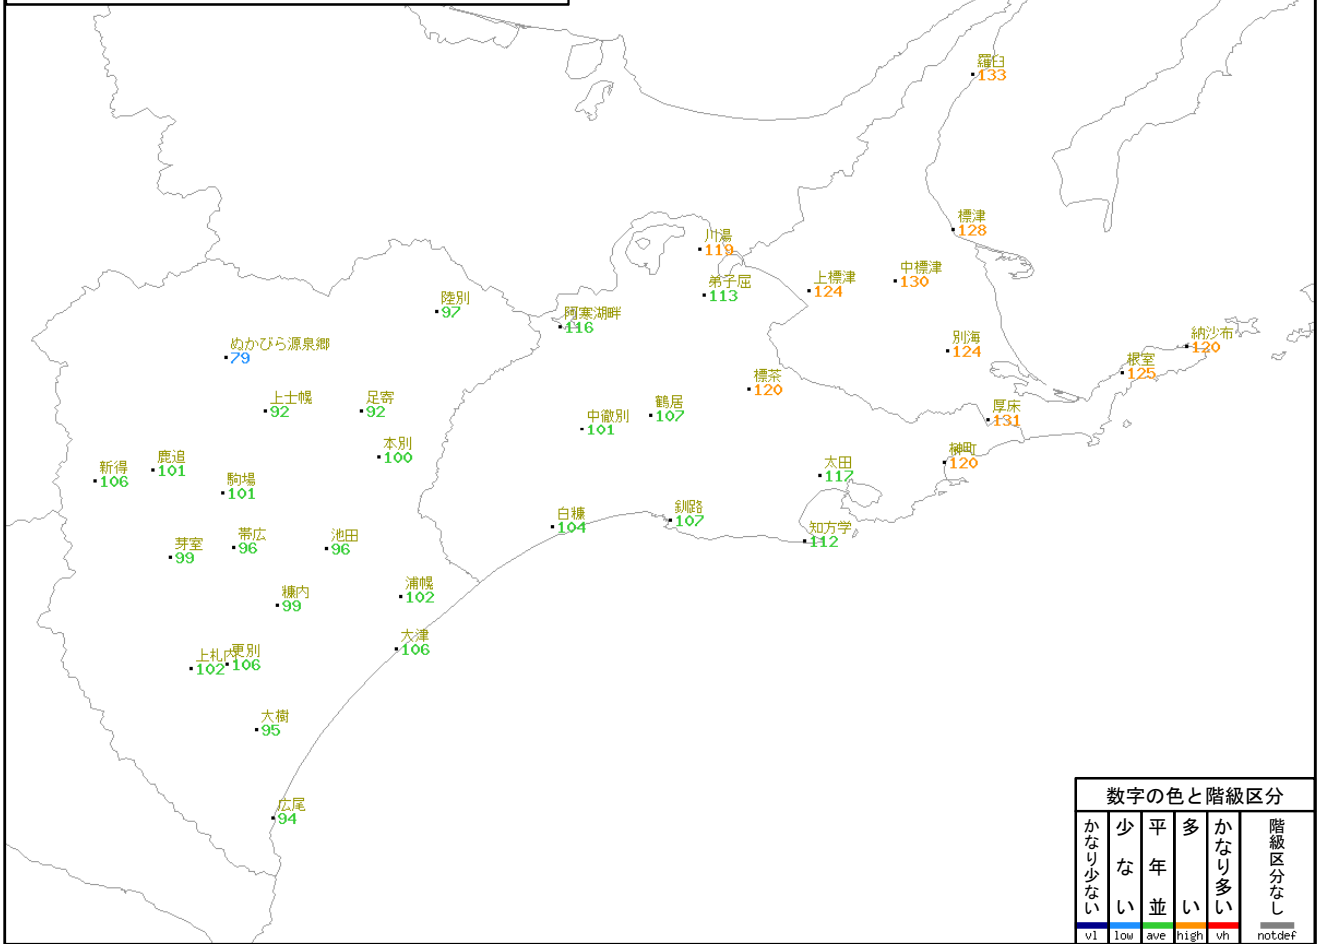 羅臼
133
標津
128
川湯
119
中標津
130
上標津
124
弟子屈
113
陸別
97
阿寒湖畔
116
納沙布
120
ぬかびら源泉郷
79
別海
124
根室
125
標茶
120
上士幌
92
足寄
92
鶴居
107
厚床
131
中徹別
101
本別
100
榊町
120
鹿追
101
新得
106
太田
117
駒場
101
白糠
104
釧路
107
知方学
112
帯広
96
池田
96
芽室
99
浦幌
102
糠内
99
大津
106
上札内
102
更別
106
大樹
95
広尾
94
数字の色と階級区分
かなり少ない
少ない
平年並
多い
かなり多い
階級区分なし
vl
low
ave
high
vh
notdef